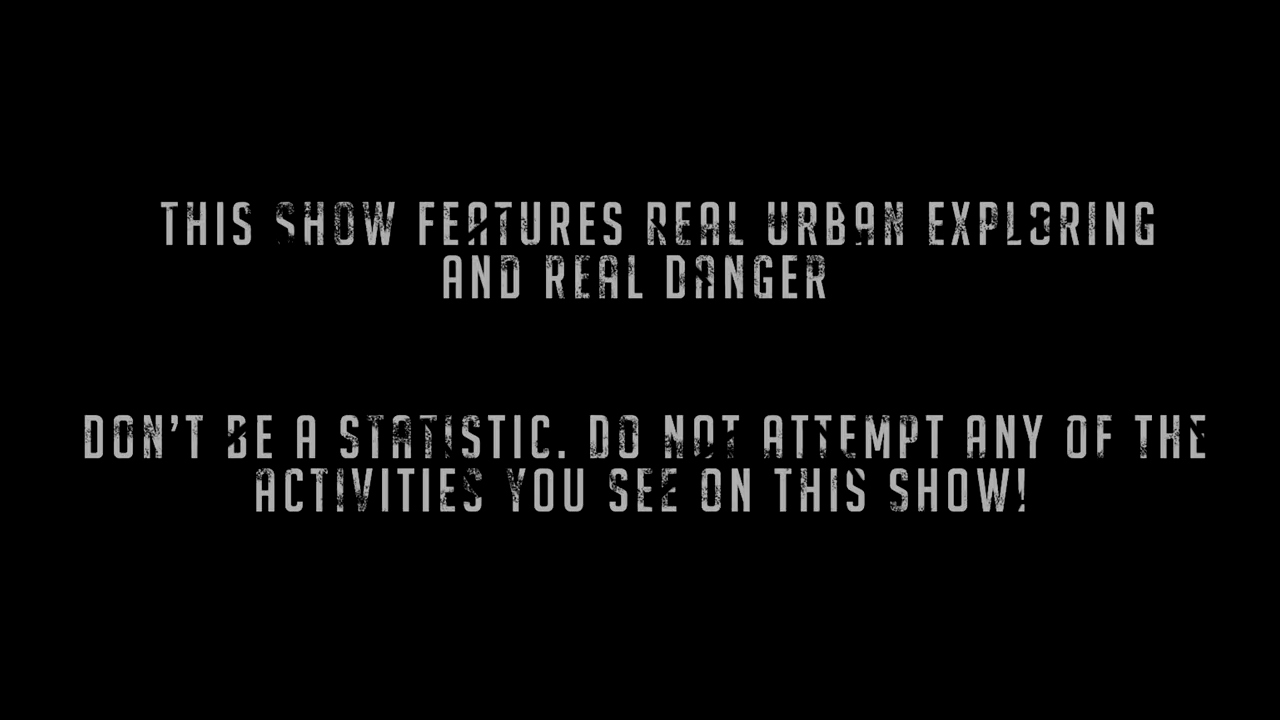 THIS SHOW FEATURES REAL URBAN EXPLORING
AND REAL DANGER
DON'T BE A STATISTIC. DO NOT ATTEMPT ANY OF THE
ACTIVITIES YOU SEE ON THIS SHOW!